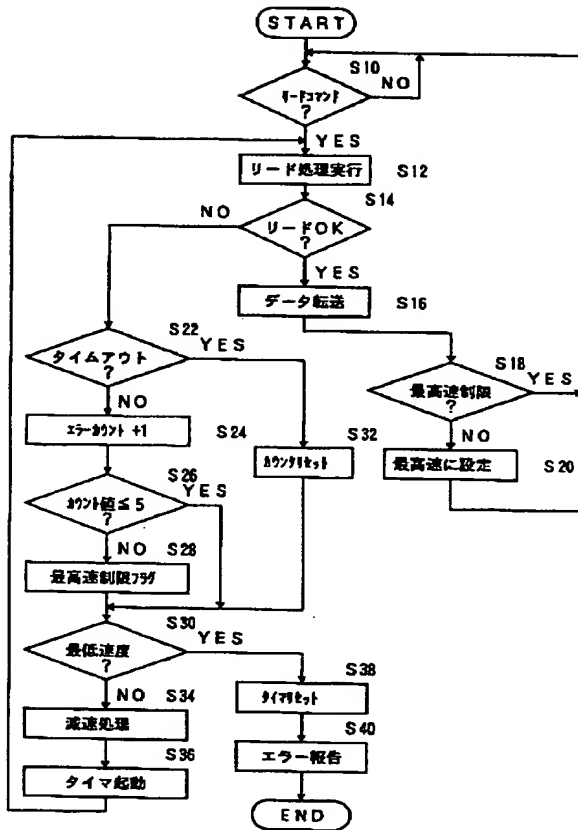 START
S10
リードコマンド
?
NO
YES
リード処理実行
S12
S14
NO
リードOK
?
YES
データ転送
S16
S22
タイムアウト
?
YES
NO
S18
最高速制限
?
YES
NO
エラーカウント +1
S24
S32
カウンタリセット
最高速に設定
S20
S26
カウント値≦5
?
YES
NO
S28
最高速制限フラグ
S30
最低速度
?
YES
NO
S34
減速処理
S36
タイマ起動
S38
タイマリセット
S40
エラー報告
END